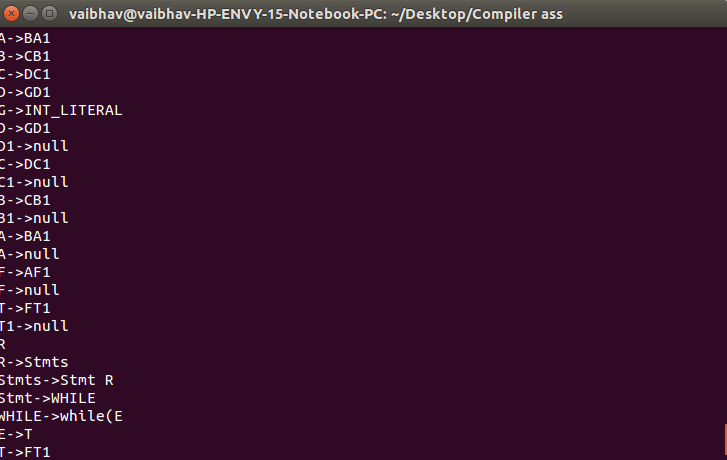 vaibhav@vaibhav-HP-ENVY-15-Notebook-PC: ~/Desktop/Compiler ass
A->BA1
B->CB1
C->DC1
D->GD1
G->INT_LITERAL
D->GD1
D1->null
C->DC1
C1->null
B->CB1
B1->null
A->BA1
A->null
F->AF1
F->null
T->FT1
T1->null
R
R->Stmts
Stmts->Stmt R
Stmt->WHILE
WHILE->while(E
E->T
T->FT1